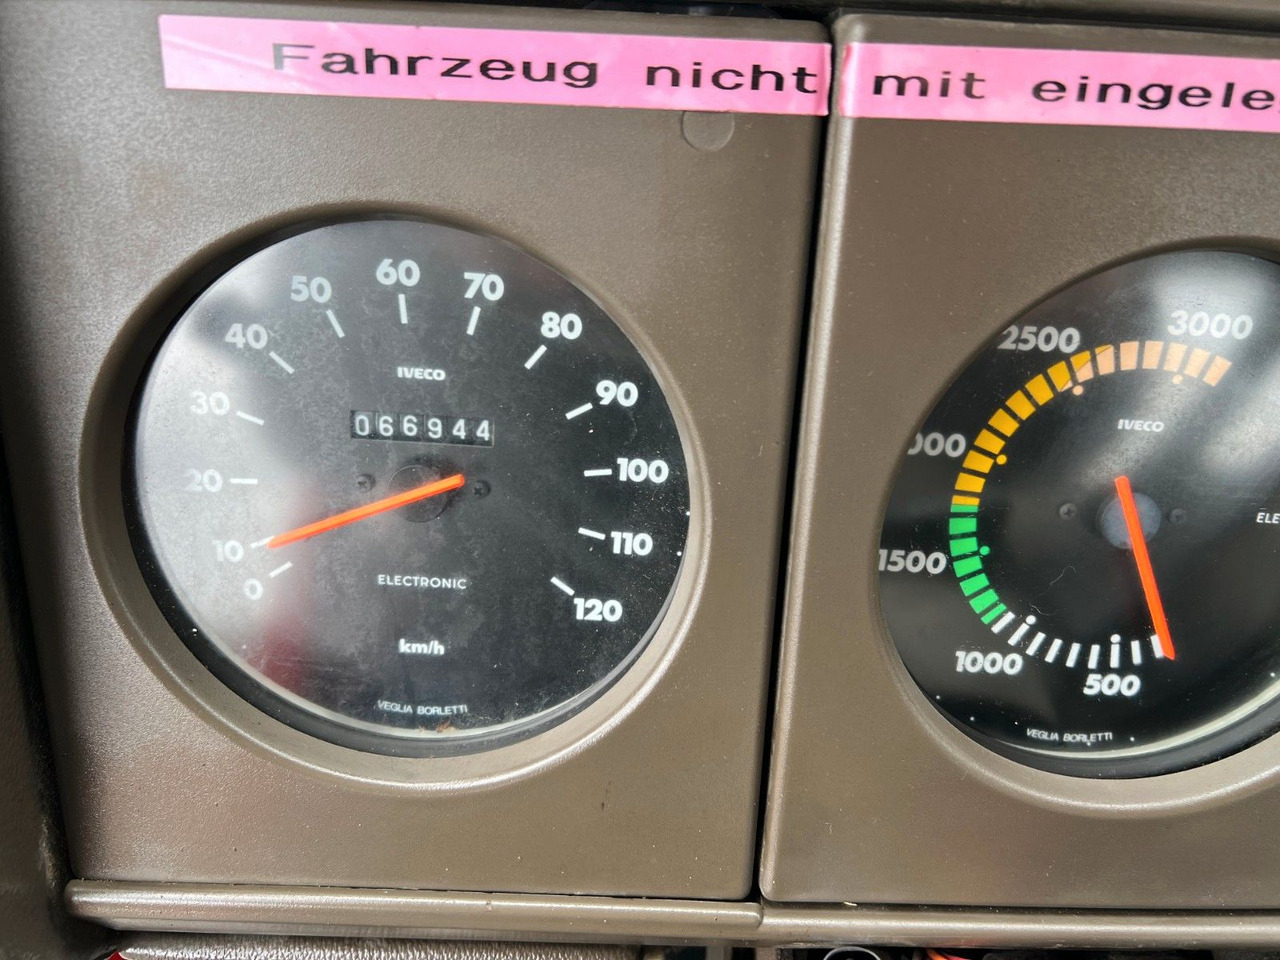 Fahrzeug nicht mit eingele
60
50
70
40
80
30
90
20
100
10
110
0
120
IVECO
066944
ELECTRONIC
km/h
VEGLIA BORLETTI
3000
2500
1500
1000
500
IVECO
ELE
VEGLIA BORLETTI